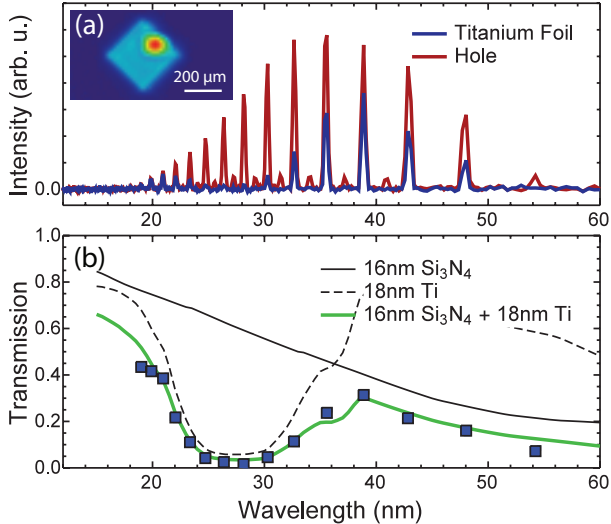 (a)
200 µm
Titanium Foil
Hole
Intensity (arb. u.)
0.0
20 30 40 50 60
(b)
16nm Si₃N₄
18nm Ti
16nm Si₃N₄ + 18nm Ti
Transmission
1.0
0.8
0.6
0.4
0.2
0.0
20 30 40 50 60
Wavelength (nm)